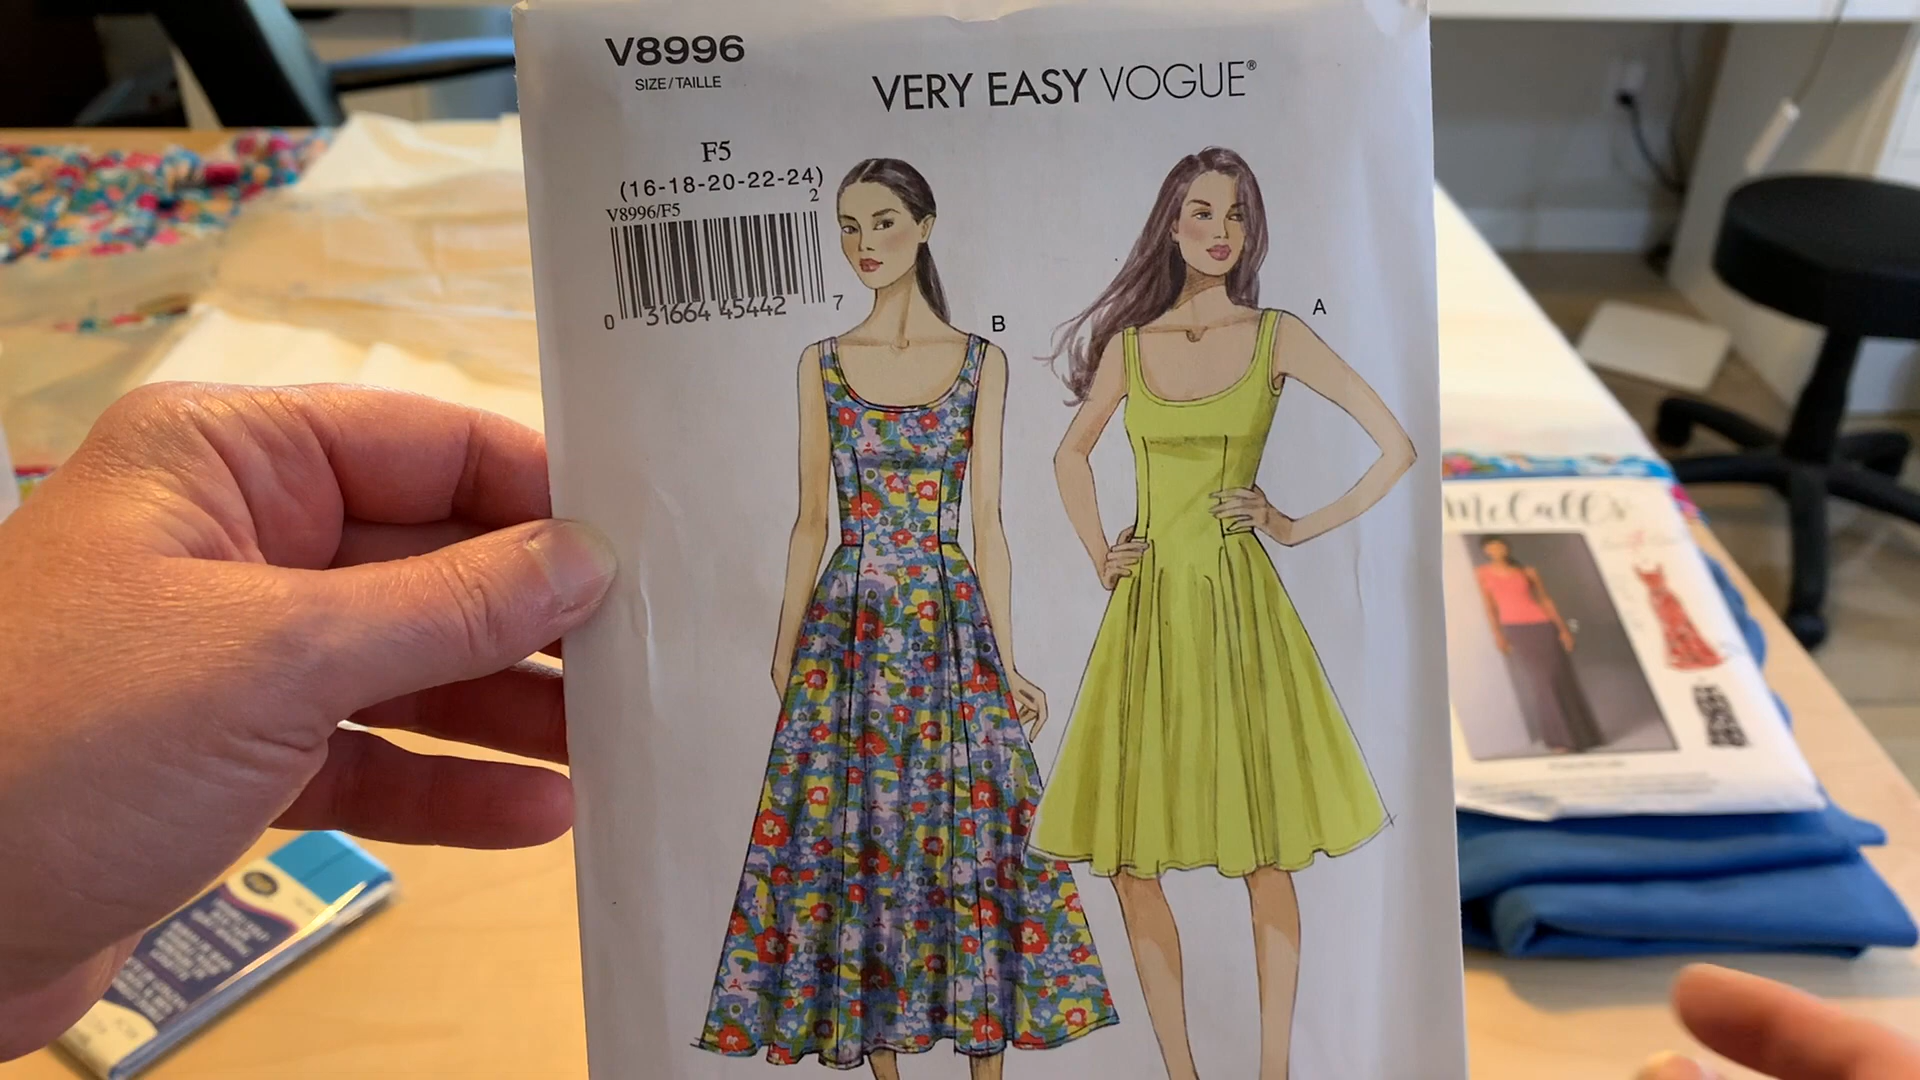 V8996
SIZE/TAILLE
VERY EASY VOGUE®
F5
(16-18-20-22-24)
V8996/F5
2
0 31664 45442 7
B
A
McCall's